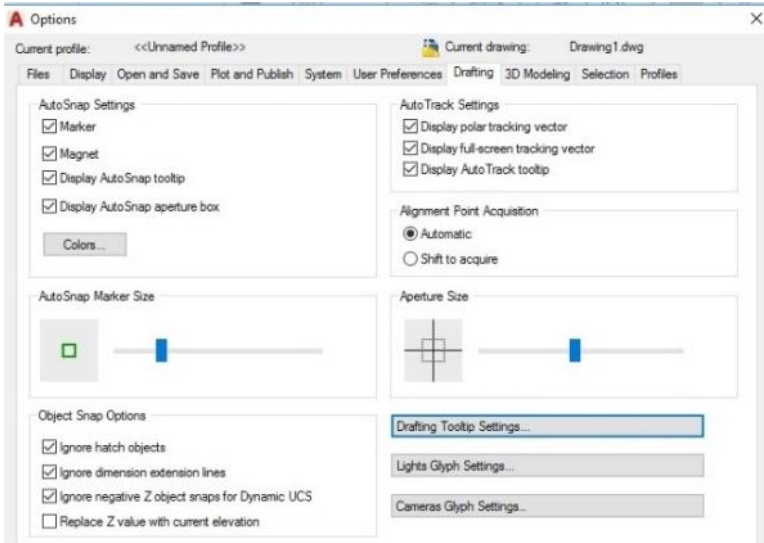 A Options
Current profile: <<Unnamed Profile>> Current drawing: Drawing1.dwg
Files Display Open and Save Plot and Publish System User Preferences Drafting 3D Modeling Selection Profiles
AutoSnap Settings
Marker
Magnet
Display AutoSnap tooltip
Display AutoSnap aperture box
Colors...
AutoTrack Settings
Display polar tracking vector
Display full-screen tracking vector
Display AutoTrack tooltip
Alignment Point Acquisition
Automatic
Shift to acquire
AutoSnap Marker Size
Aperture Size
Object Snap Options
Ignore hatch objects
Ignore dimension extension lines
Ignore negative Z object snaps for Dynamic UCS
Replace Z value with current elevation
Drafting Tooltip Settings...
Lights Glyph Settings...
Cameras Glyph Settings...